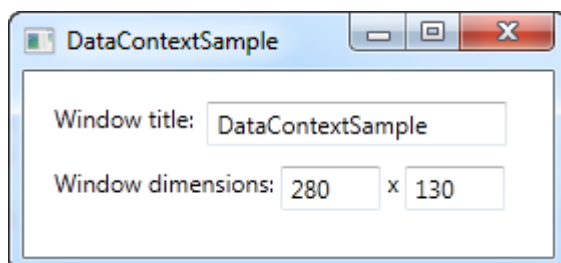 DataContextSample
Window title: DataContextSample
Window dimensions: 280 x 130